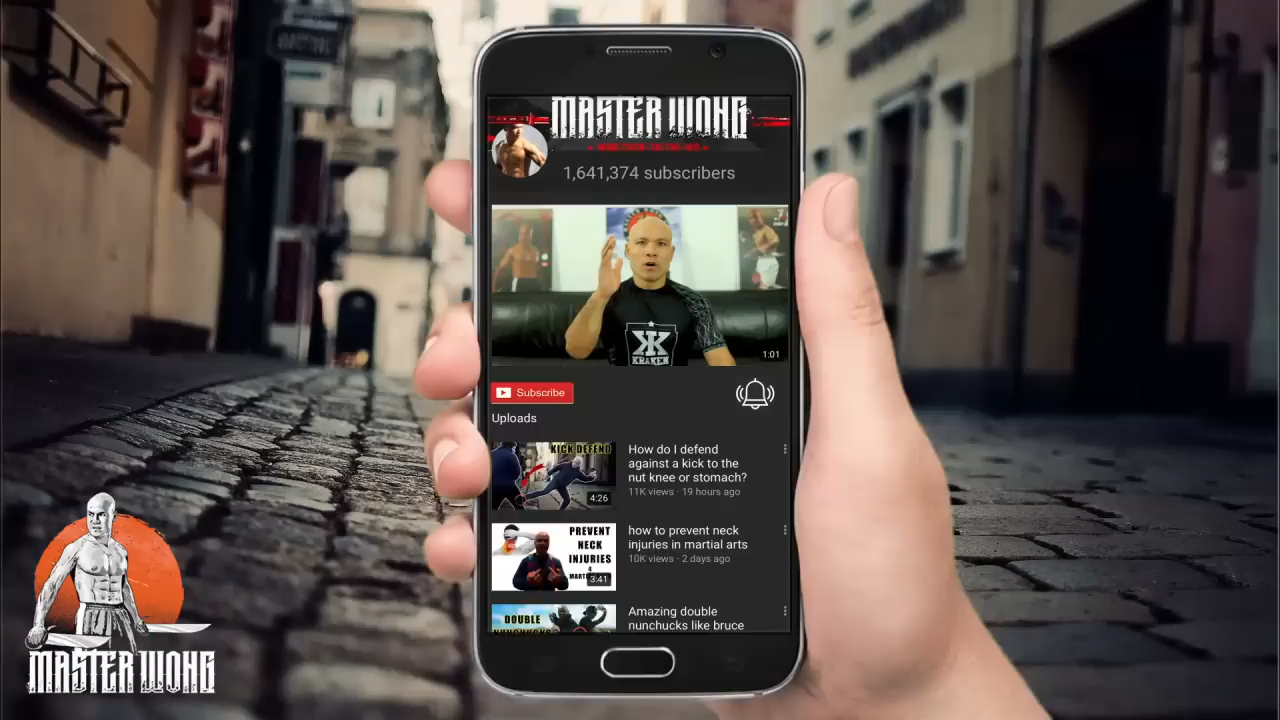 MASTER WONG
1,641,374 subscribers
KRAKEN
1:01
Subscribe
Uploads
KICK DEFEND
4:26
How do I defend
against a kick to the
nut knee or stomach?
11K views · 19 hours ago
PREVENT
NECK
INJURIES
4
3:41
how to prevent neck
injuries in martial arts
10K views · 2 days ago
DOUBLE
Amazing double
nunchucks like bruce
MASTER WONG